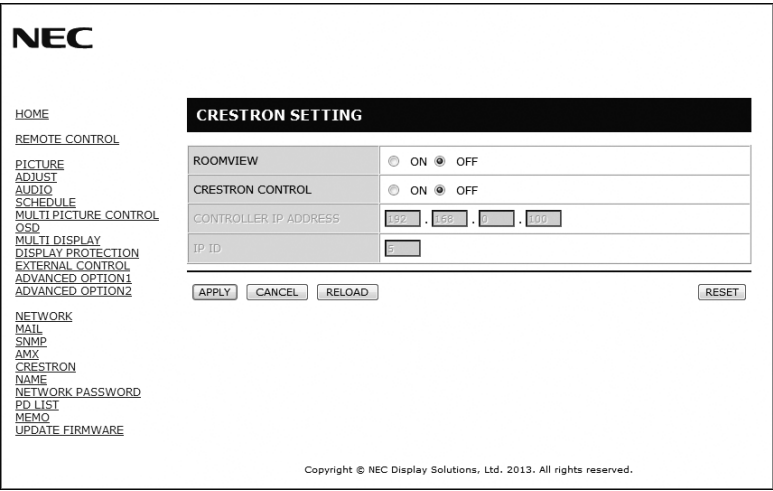 NEC
HOME
REMOTE CONTROL
PICTURE
ADJUST
AUDIO
SCHEDULE
MULTI PICTURE CONTROL
OSD
MULTI DISPLAY
DISPLAY PROTECTION
EXTERNAL CONTROL
ADVANCED OPTION1
ADVANCED OPTION2
NETWORK
MAIL
SNMP
AMX
CRESTRON
NAME
NETWORK PASSWORD
PD LIST
MEMO
UPDATE FIRMWARE
CRESTRON SETTING
ROOMVIEW ON OFF
CRESTRON CONTROL ON OFF
CONTROLLER IP ADDRESS 192 . 168 . 0 . 100
IP ID 5
APPLY CANCEL RELOAD RESET
Copyright © NEC Display Solutions, Ltd. 2013. All rights reserved.